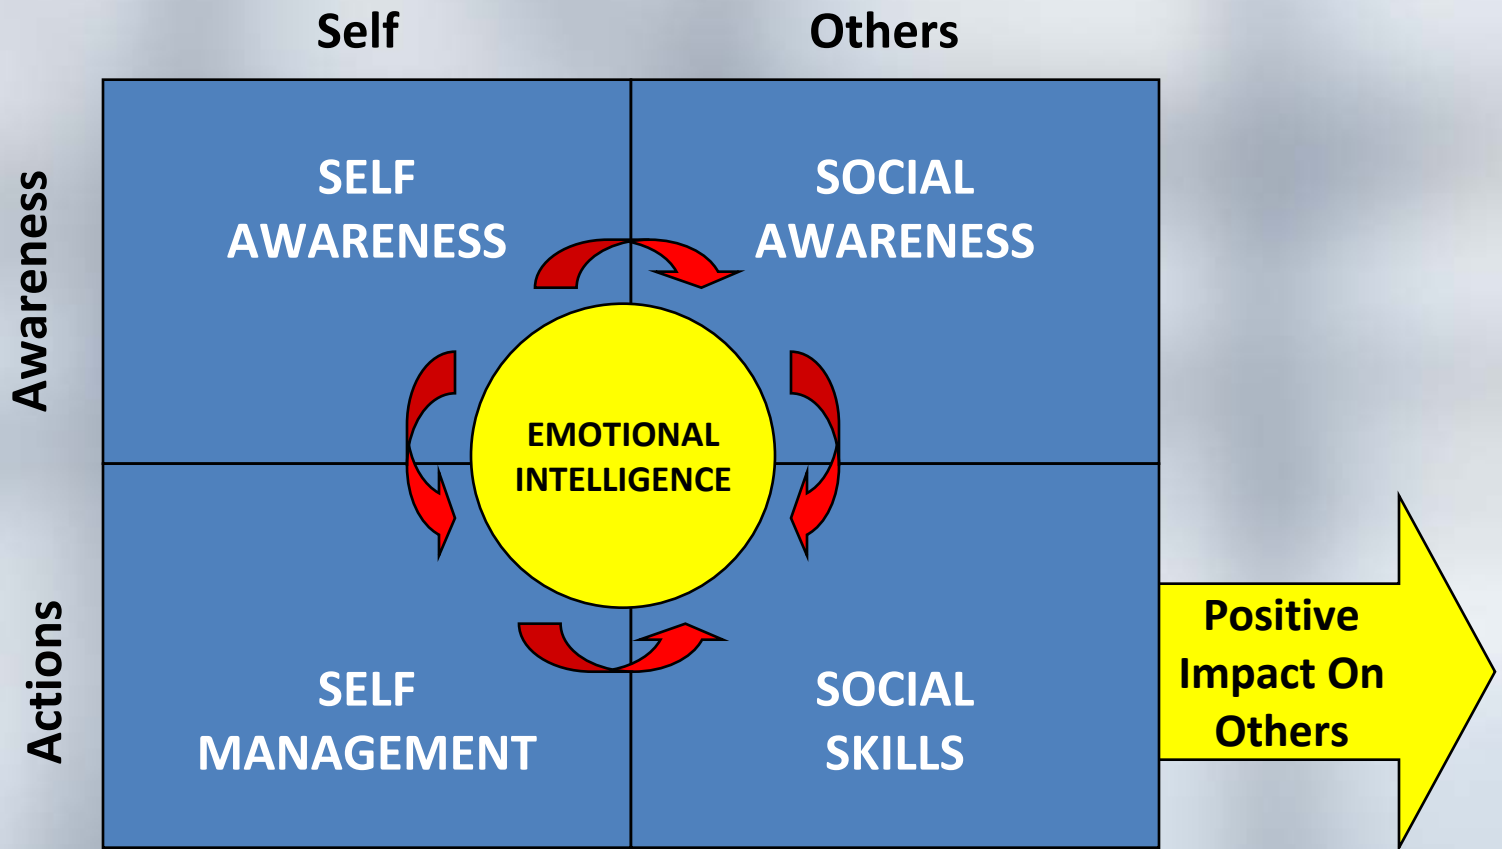 Self
Others
Awareness
SELF
AWARENESS
SOCIAL
AWARENESS
EMOTIONAL
INTELLIGENCE
Actions
SELF
MANAGEMENT
SOCIAL
SKILLS
Positive
Impact On
Others